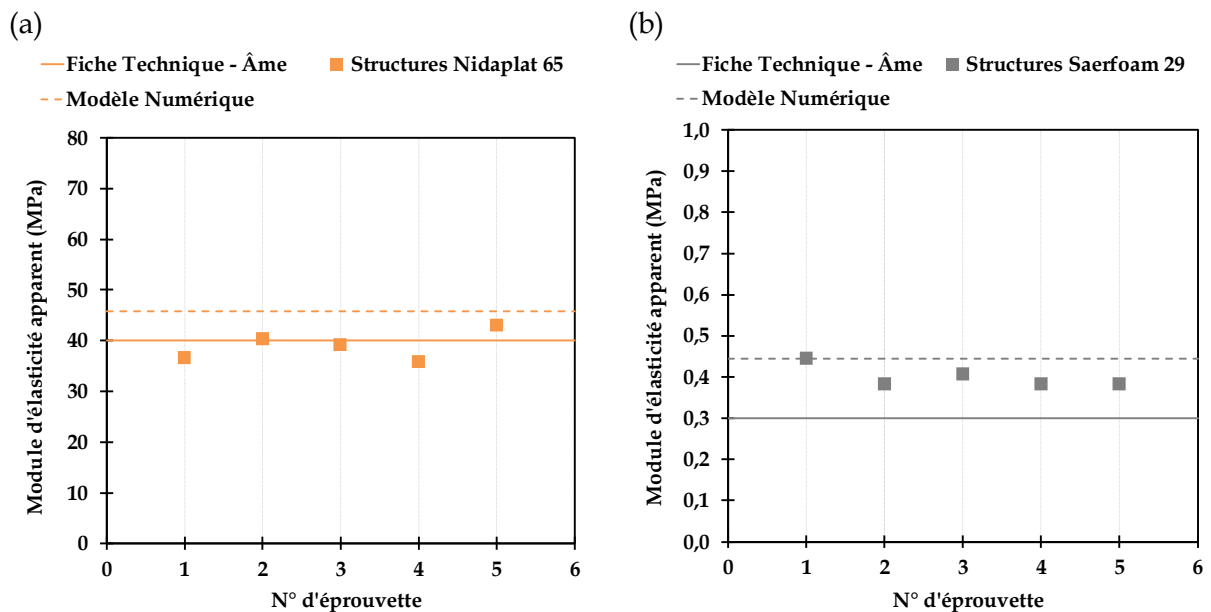 (a)
Fiche Technique - Âme
Structures Nidaplat 65
Modèle Numérique
Module d'élasticité apparent (MPa)
80
70
60
50
40
30
20
10
0
0 1 2 3 4 5 6
N° d'éprouvette
(b)
Fiche Technique - Âme
Structures Saerfoam 29
Modèle Numérique
Module d'élasticité apparent (MPa)
1,0
0,9
0,8
0,7
0,6
0,5
0,4
0,3
0,2
0,1
0,0
0 1 2 3 4 5 6
N° d'éprouvette